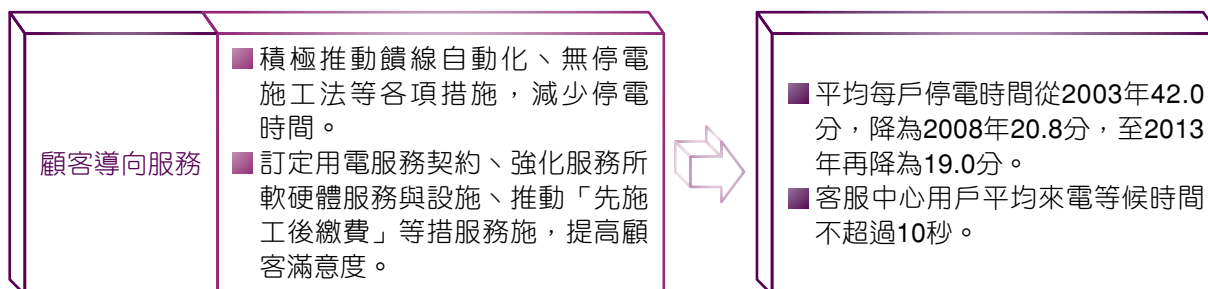 顧客導向服務
■積極推動饋線自動化、無停電
施工法等各項措施，減少停電
時間。
■訂定用電服務契約、強化服務所
軟硬體服務與設施、推動「先施
工後繳費」等措服務施，提高顧
客滿意度。
■平均每戶停電時間從2003年42.0
分，降為2008年20.8分，至2013
年再降為19.0分。
■客服中心用戶平均來電等候時間
不超過10秒。